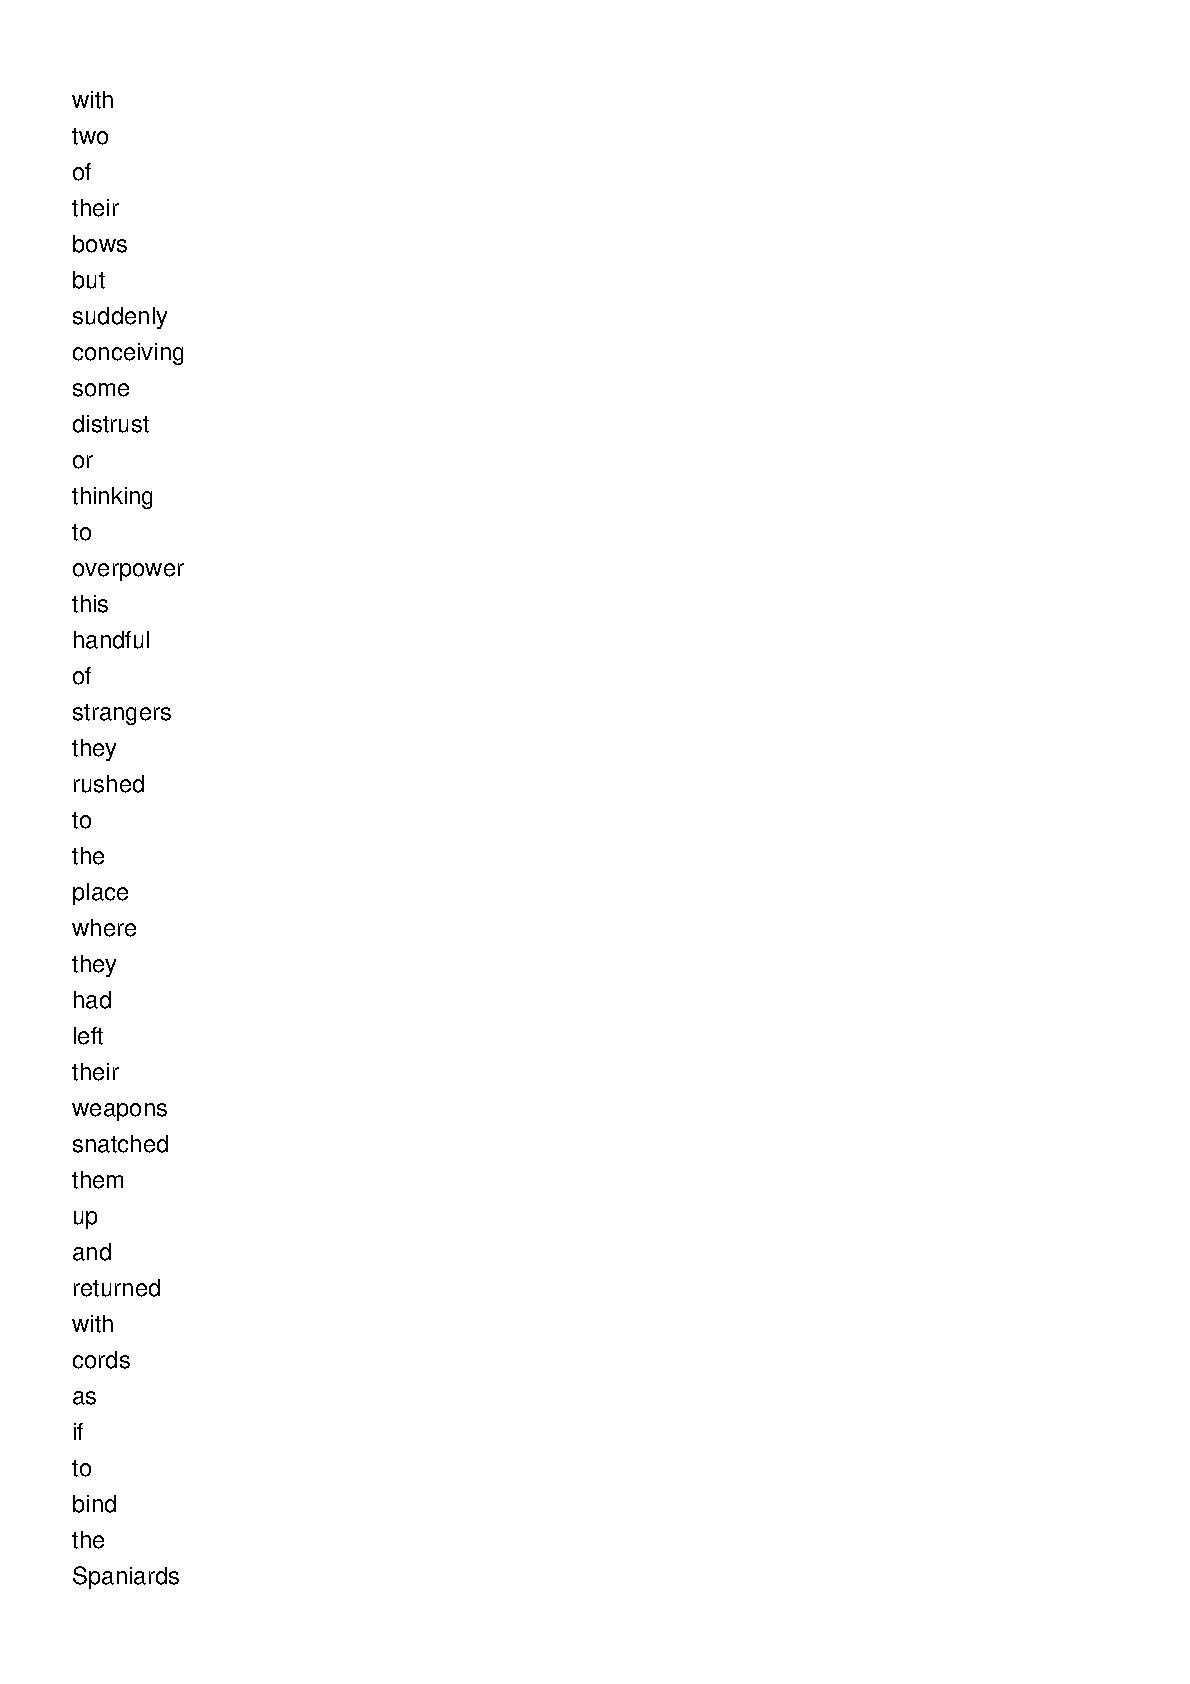 with
two
of
their
bows
but
suddenly
conceiving
some
distrust
or
thinking
to
overpower
this
handful
of
strangers
they
rushed
to
the
place
where
they
had
left
their
weapons
snatched
them
up
and
returned
with
cords
as
if
to
bind
the
Spaniards